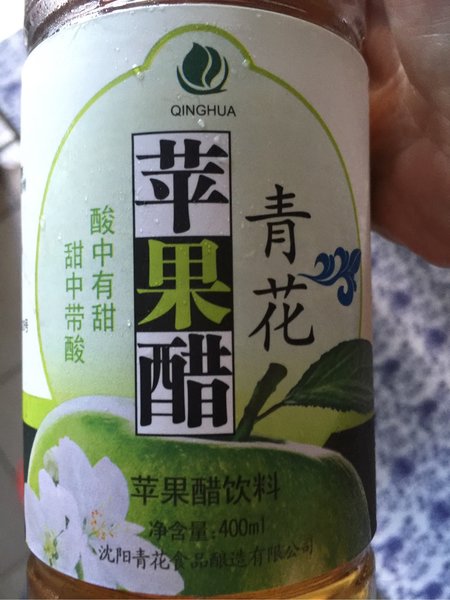 QINGHUA
苹果醋
青花
酸中有甜
甜中带酸
苹果醋饮料
净含量:400ml
沈阳青花食品酿造有限公司